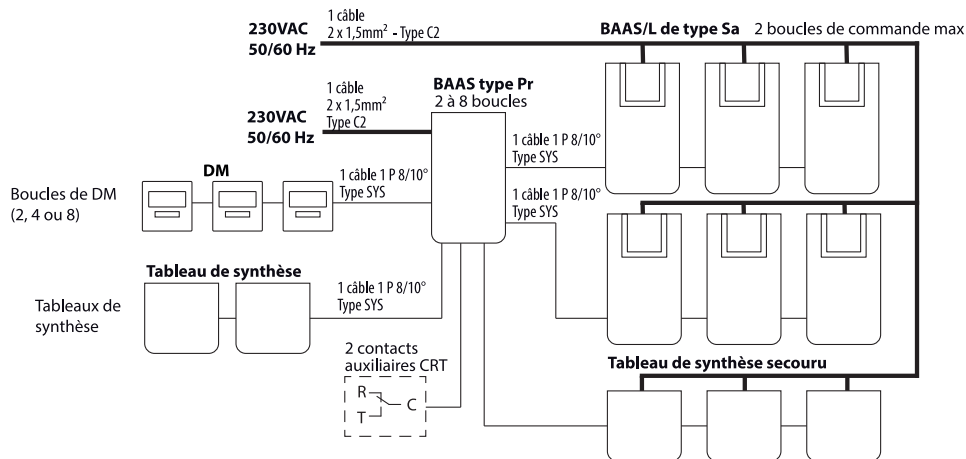 230VAC
50/60 Hz
1 câble
2 x 1,5mm² - Type C2
BAAS/L de type Sa 2 boucles de commande max
230VAC
50/60 Hz
1 câble
2 x 1,5mm²
Type C2
BAAS type Pr
2 à 8 boucles
1 câble 1 P 8/10°
Type SYS
1 câble 1 P 8/10°
Type SYS
Boucles de DM
(2, 4 ou 8)
DM
1 câble 1 P 8/10°
Type SYS
Tableaux de
synthèse
Tableau de synthèse
1 câble 1 P 8/10°
Type SYS
2 contacts
auxiliaires CRT
R
C
T
Tableau de synthèse secouru